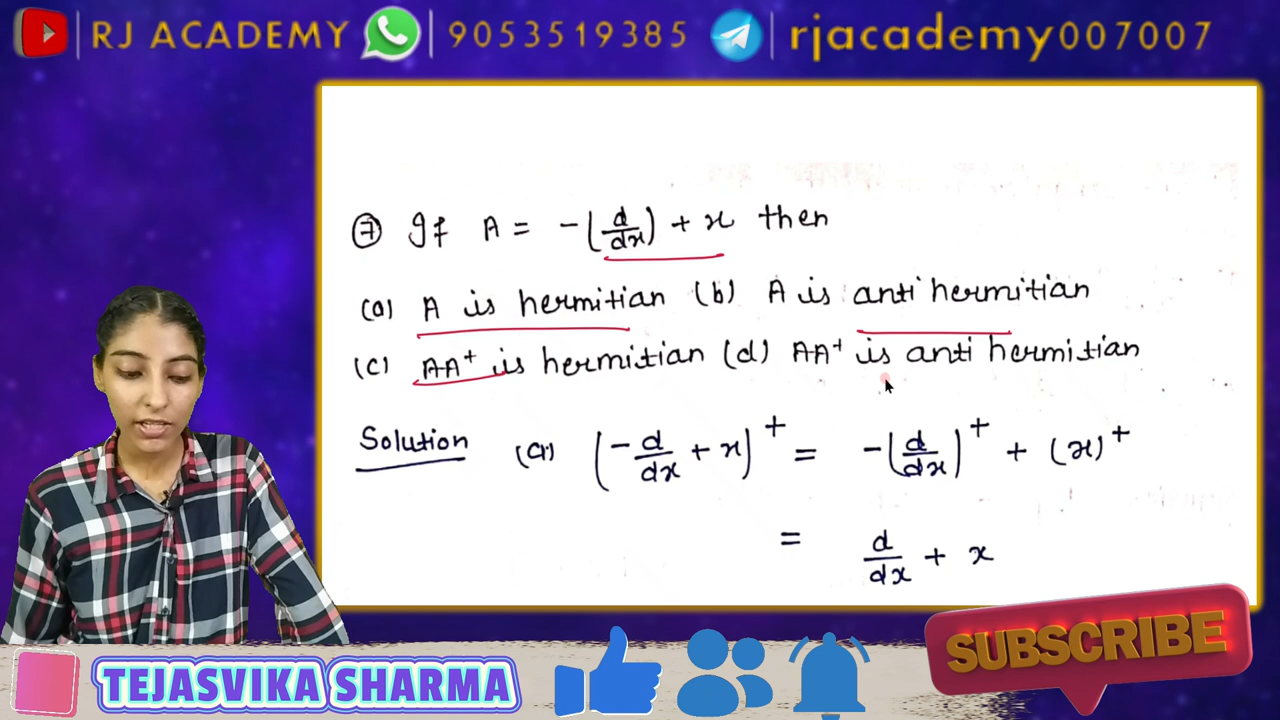 RJ ACADEMY | 9053519385 | rjacademy007007
⑦ If A = -(d/dx) + x then
(a) A is hermitian (b) A is anti hermitian
(c) AA⁺ is hermitian (d) AA⁺ is anti hermitian
Solution (a) (-d/dx + x)⁺ = -(d/dx)⁺ + (x)⁺
= d/dx + x
SUBSCRIBE
TEJASVIKA SHARMA